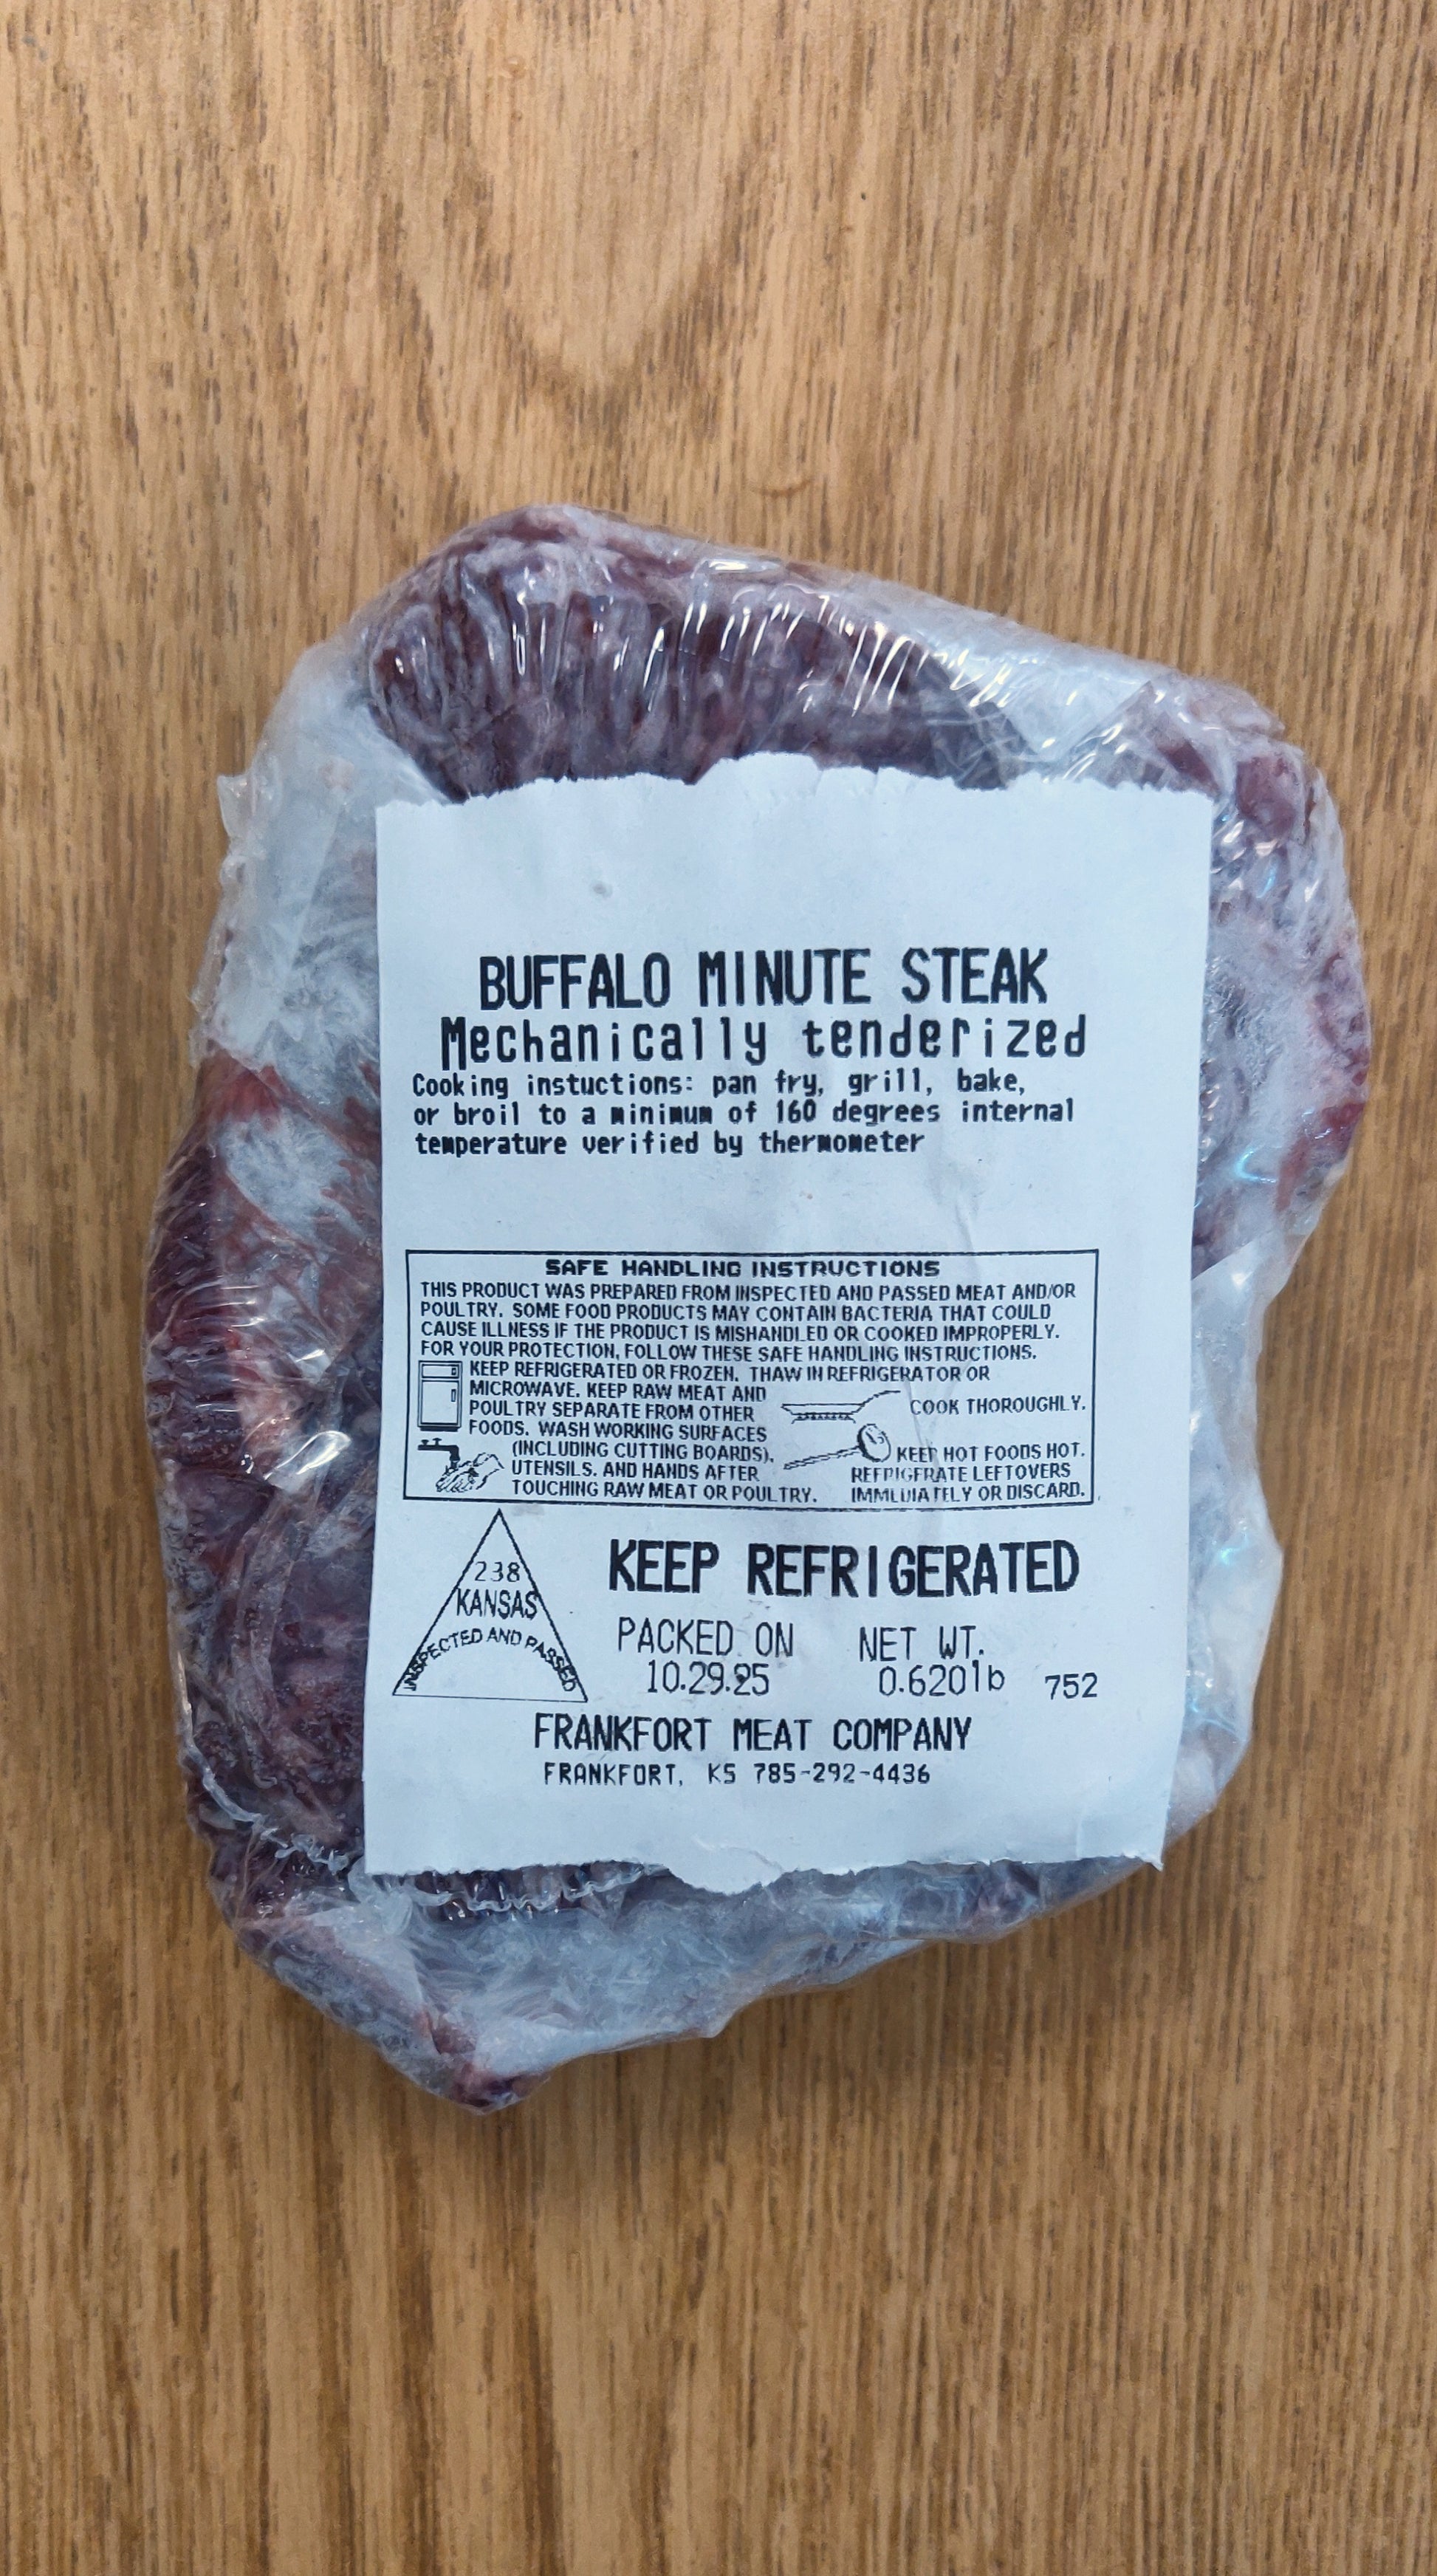 BUFFALO MINUTE STEAK
Mechanically tenderized
Cooking instuctions: pan fry, grill, bake,
or broil to a minimum of 160 degrees internal
temperature verified by thermometer
SAFE HANDLING INSTRUCTIONS
THIS PRODUCT WAS PREPARED FROM INSPECTED AND PASSED MEAT AND/OR
POULTRY. SOME FOOD PRODUCTS MAY CONTAIN BACTERIA THAT COULD
CAUSE ILLNESS IF THE PRODUCT IS MISHANDLED OR COOKED IMPROPERLY.
FOR YOUR PROTECTION, FOLLOW THESE SAFE HANDLING INSTRUCTIONS.
KEEP REFRIGERATED OR FROZEN. THAW IN REFRIGERATOR OR
MICROWAVE. KEEP RAW MEAT AND
POULTRY SEPARATE FROM OTHER
FOODS. WASH WORKING SURFACES
(INCLUDING CUTTING BOARDS),
UTENSILS. AND HANDS AFTER
TOUCHING RAW MEAT OR POULTRY.
COOK THOROUGHLY.
KEEP HOT FOODS HOT.
REFRIGERATE LEFTOVERS
IMMEDIATELY OR DISCARD.
238
KANSAS
INSPECTED AND PASSED
KEEP REFRIGERATED
PACKED ON NET WT.
10.29.25 0.620lb 752
FRANKFORT MEAT COMPANY
FRANKFORT, KS 785-292-4436